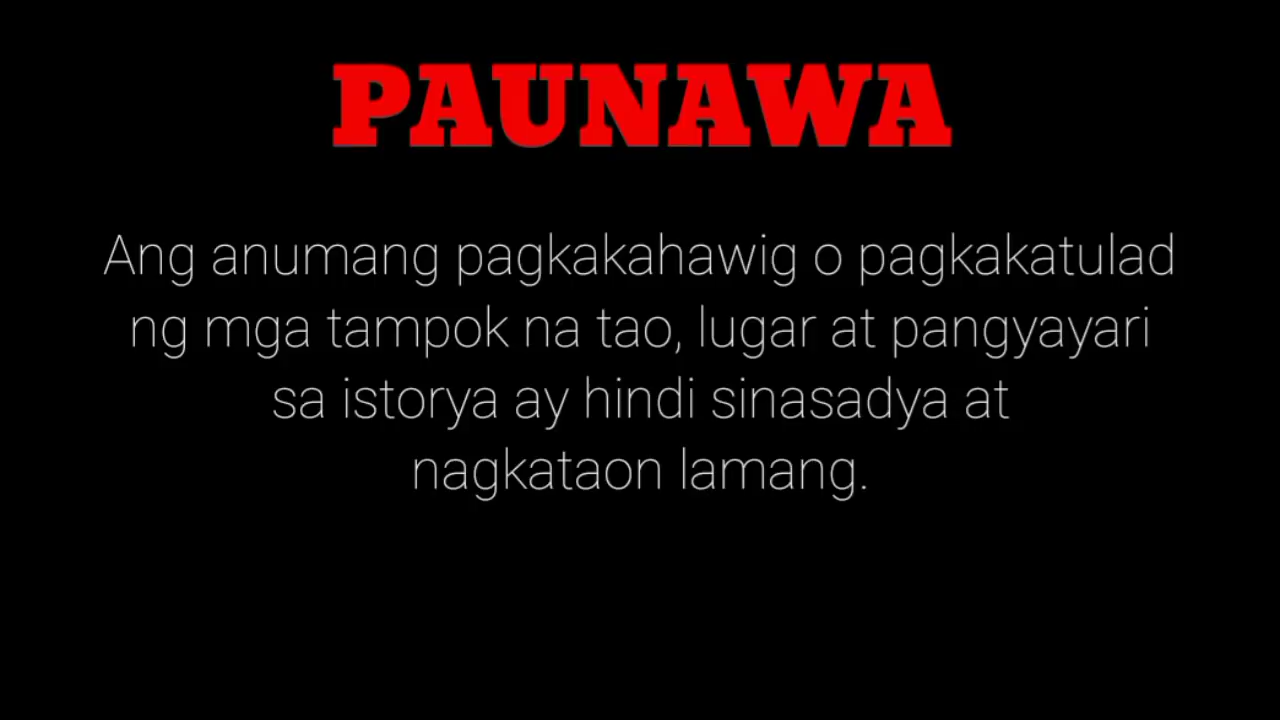 PAUNAWA
Ang anumang pagkakahawig o pagkakatulad
ng mga tampok na tao, lugar at pangyayari
sa istorya ay hindi sinasadya at
nagkataon lamang.